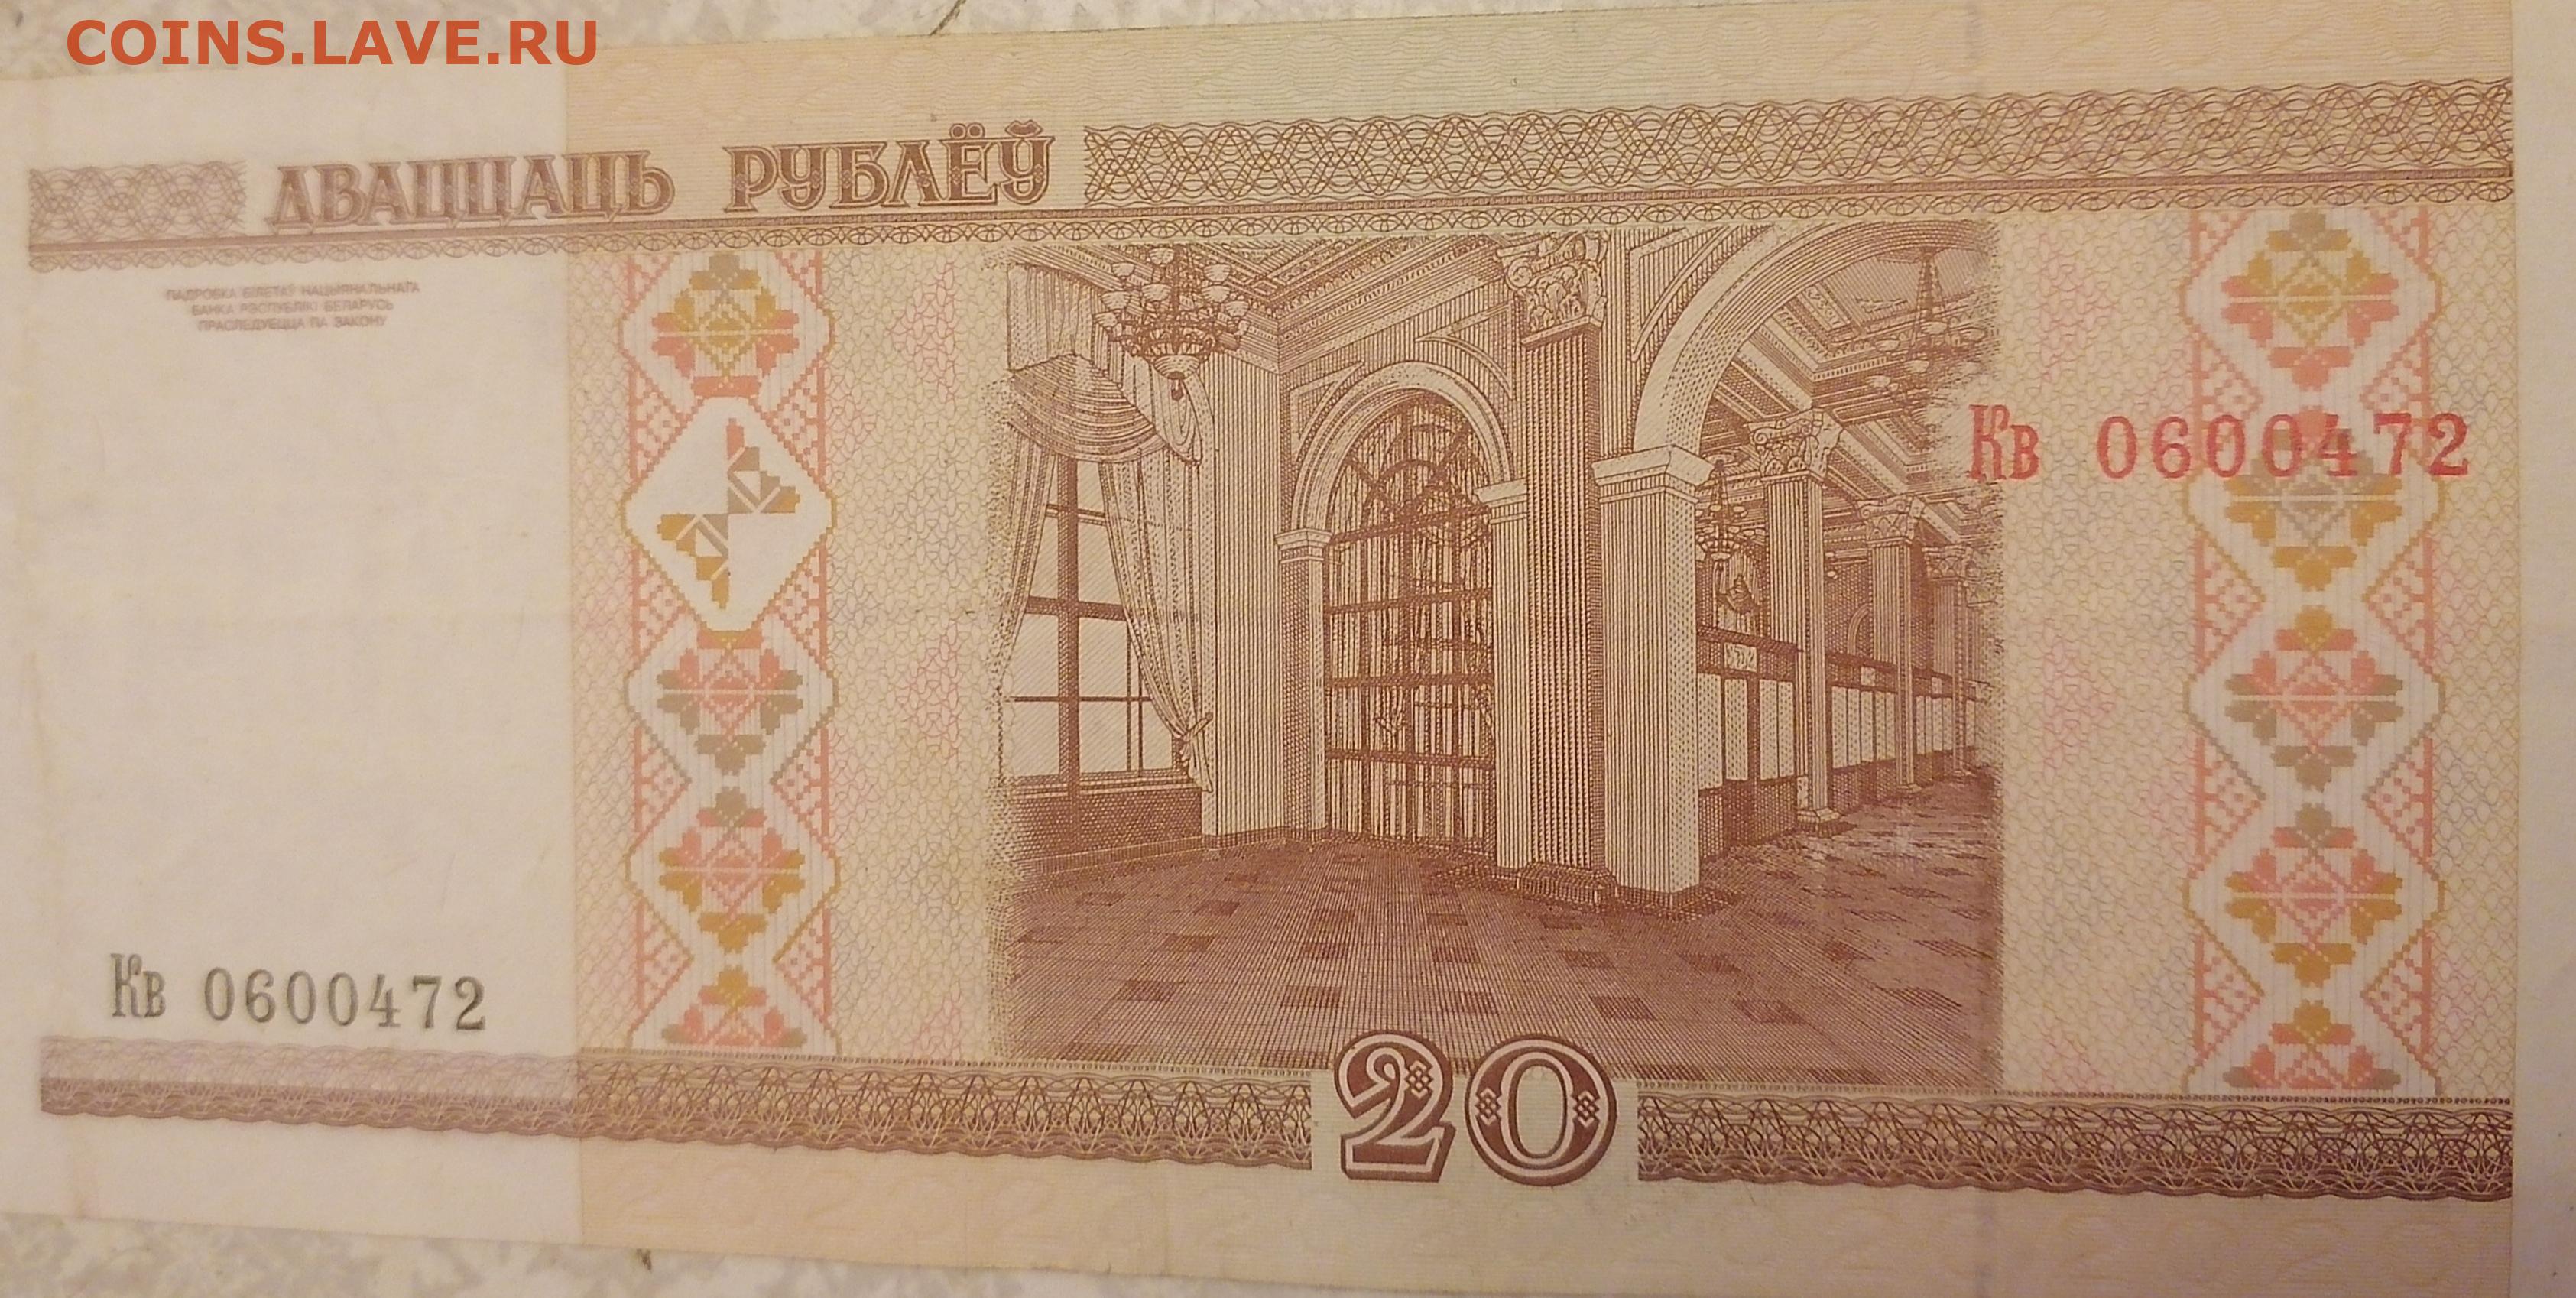 COINS.LAVE.RU
ДВАЦЦАЦЬ РУБЛЁЎ
ПАДРОБКА БІЛЕТАЎ НАЦЫЯНАЛЬНАГА
БАНКА РЭСПУБЛІКІ БЕЛАРУСЬ
ПРАСЛЕДУЕЦЦА ПА ЗАКОНУ
Кв 0600472
Кв 0600472
20